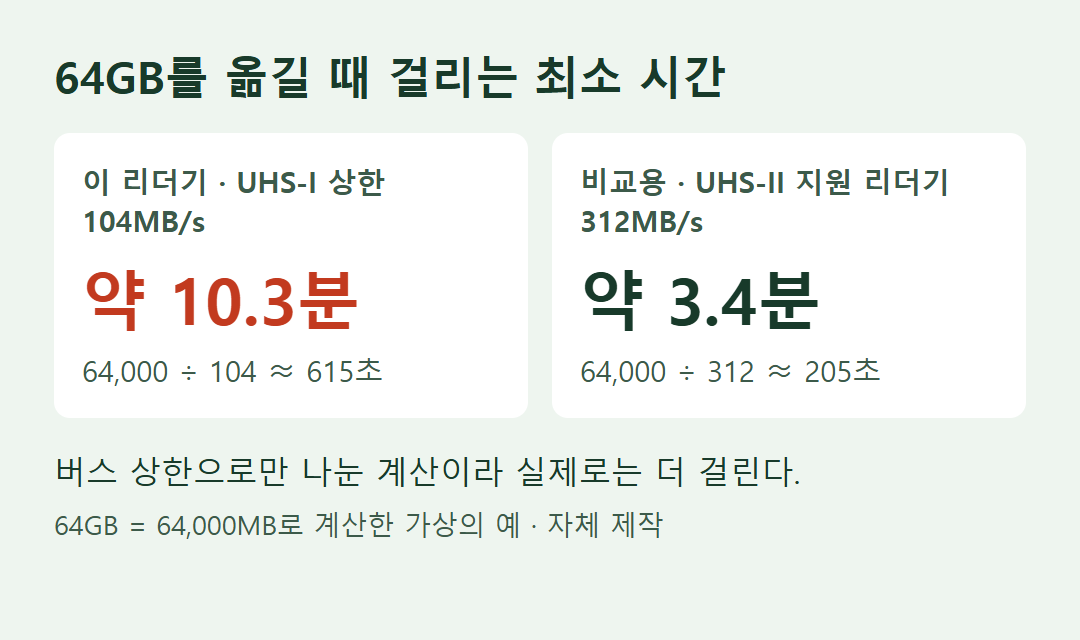 64GB를 옮길 때 걸리는 최소 시간
이 리더기 · UHS-I 상한
104MB/s
약 10.3분
64,000 ÷ 104 ≈ 615초
비교용 · UHS-II 지원 리더기
312MB/s
약 3.4분
64,000 ÷ 312 ≈ 205초
버스 상한으로만 나눈 계산이라 실제로는 더 걸린다.
64GB = 64,000MB로 계산한 가상의 예 · 자체 제작